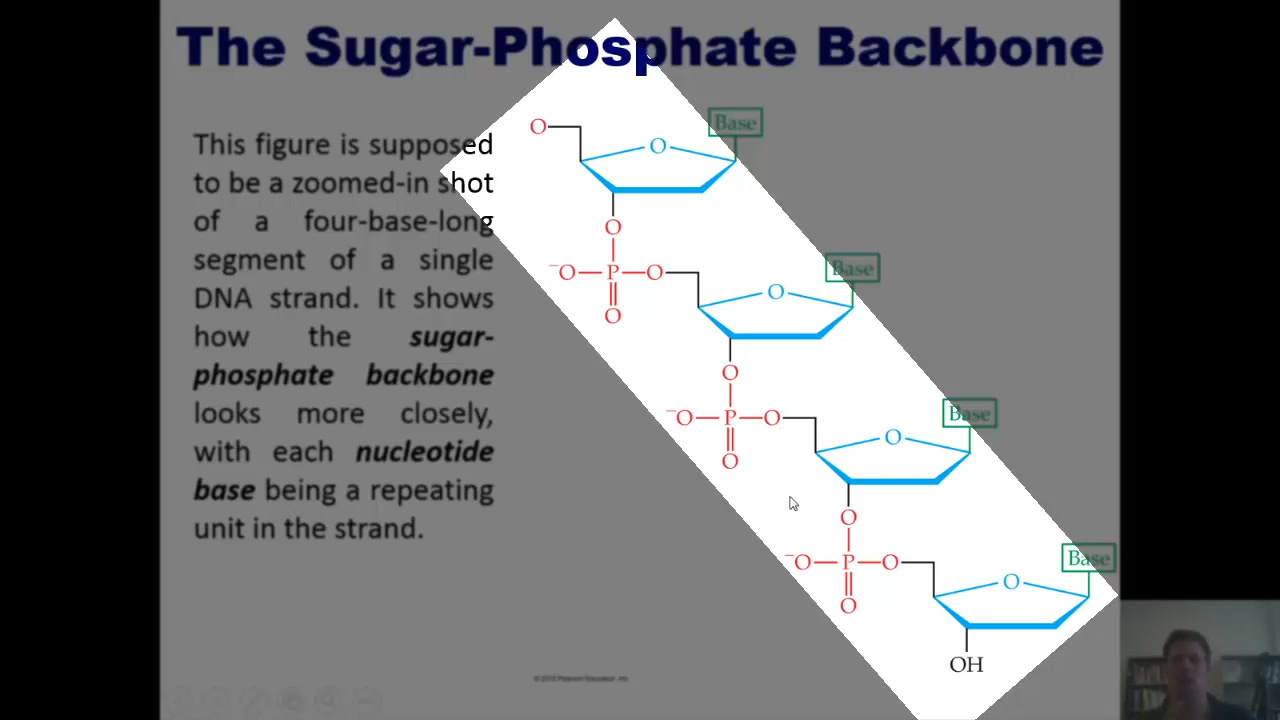 The Sugar-Phosphate Backbone
This figure is supposed
to be a zoomed-in shot
of a four-base-long
segment of a single
DNA strand. It shows
how the sugar-
phosphate backbone
looks more closely,
with each nucleotide
base being a repeating
unit in the strand.
Base
O
O
O
Base
⁻O P O
O
O
O
Base
⁻O P O
O
O
O
Base
⁻O P O
O
O
OH
© 2013 Pearson Education, Inc.